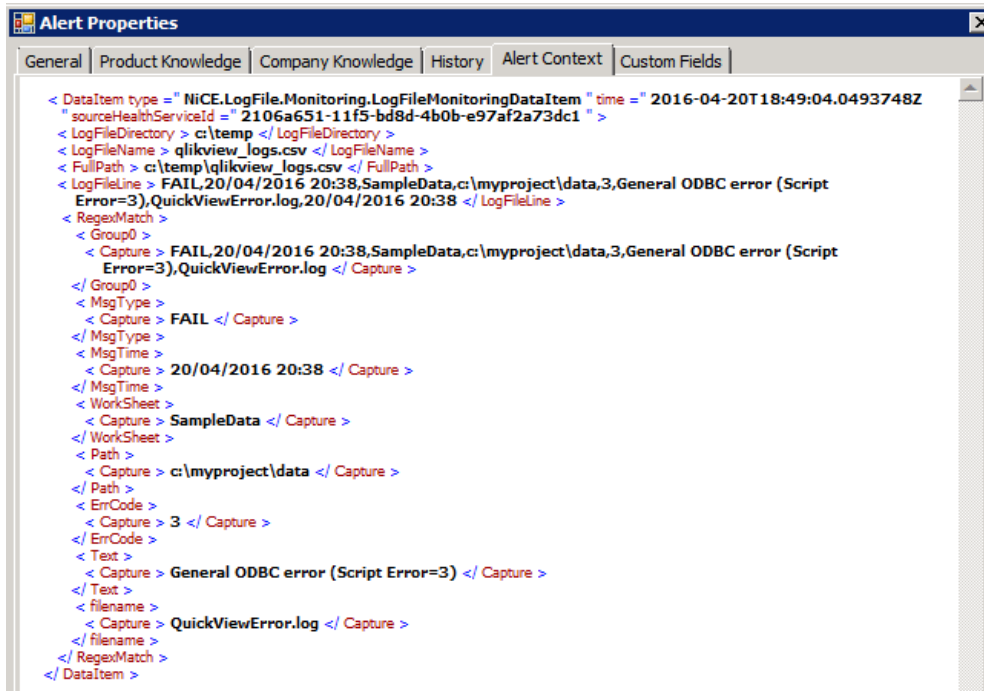 Alert Properties
General Product Knowledge Company Knowledge History Alert Context Custom Fields
< DataItem type =" NiCE.LogFile.Monitoring.LogFileMonitoringDataItem " time =" 2016-04-20T18:49:04.0493748Z
" sourceHealthServiceId =" 2106a651-11f5-bd8d-4b0b-e97af2a73dc1 " >
< LogFileDirectory > c:\temp </ LogFileDirectory >
< LogFileName > qlikview_logs.csv </ LogFileName >
< FullPath > c:\temp\qlikview_logs.csv </ FullPath >
< LogFileLine > FAIL,20/04/2016 20:38,SampleData,c:\myproject\data,3,General ODBC error (Script
Error=3),QuickViewError.log,20/04/2016 20:38 </ LogFileLine >
< RegexMatch >
< Group0 >
< Capture > FAIL,20/04/2016 20:38,SampleData,c:\myproject\data,3,General ODBC error (Script
Error=3),QuickViewError.log </ Capture >
</ Group0 >
< MsgType >
< Capture > FAIL </ Capture >
</ MsgType >
< MsgTime >
< Capture > 20/04/2016 20:38 </ Capture >
</ MsgTime >
< WorkSheet >
< Capture > SampleData </ Capture >
</ WorkSheet >
< Path >
< Capture > c:\myproject\data </ Capture >
</ Path >
< ErrCode >
< Capture > 3 </ Capture >
</ ErrCode >
< Text >
< Capture > General ODBC error (Script Error=3) </ Capture >
</ Text >
< filename >
< Capture > QuickViewError.log </ Capture >
</ filename >
</ RegexMatch >
</ DataItem >